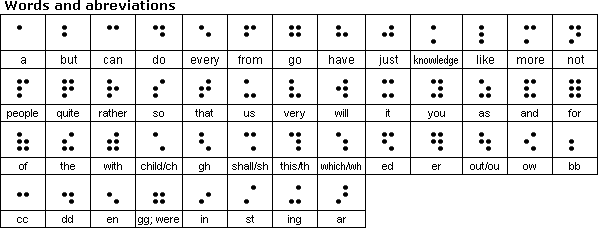 Words and abreviations
⠁ ⠃ ⠉ ⠙ ⠑ ⠋ ⠛ ⠓ ⠚ ⠅ ⠇ ⠍ ⠝
a but can do every from go have just knowledge like more not
⠏ ⠟ ⠗ ⠎ ⠞ ⠥ ⠧ ⠺ ⠭ ⠽ ⠵ ⠯ ⠿
people quite rather so that us very will it you as and for
⠷ ⠮ ⠾ ⠡ ⠣ ⠩ ⠹ ⠱ ⠫ ⠻ ⠳ ⠪ ⠆
of the with child/ch gh shall/sh this/th which/wh ed er out/ou ow bb
⠒ ⠲ ⠢ ⠶ ⠔ ⠌ ⠬ ⠜
cc dd en gg; were in st ing ar